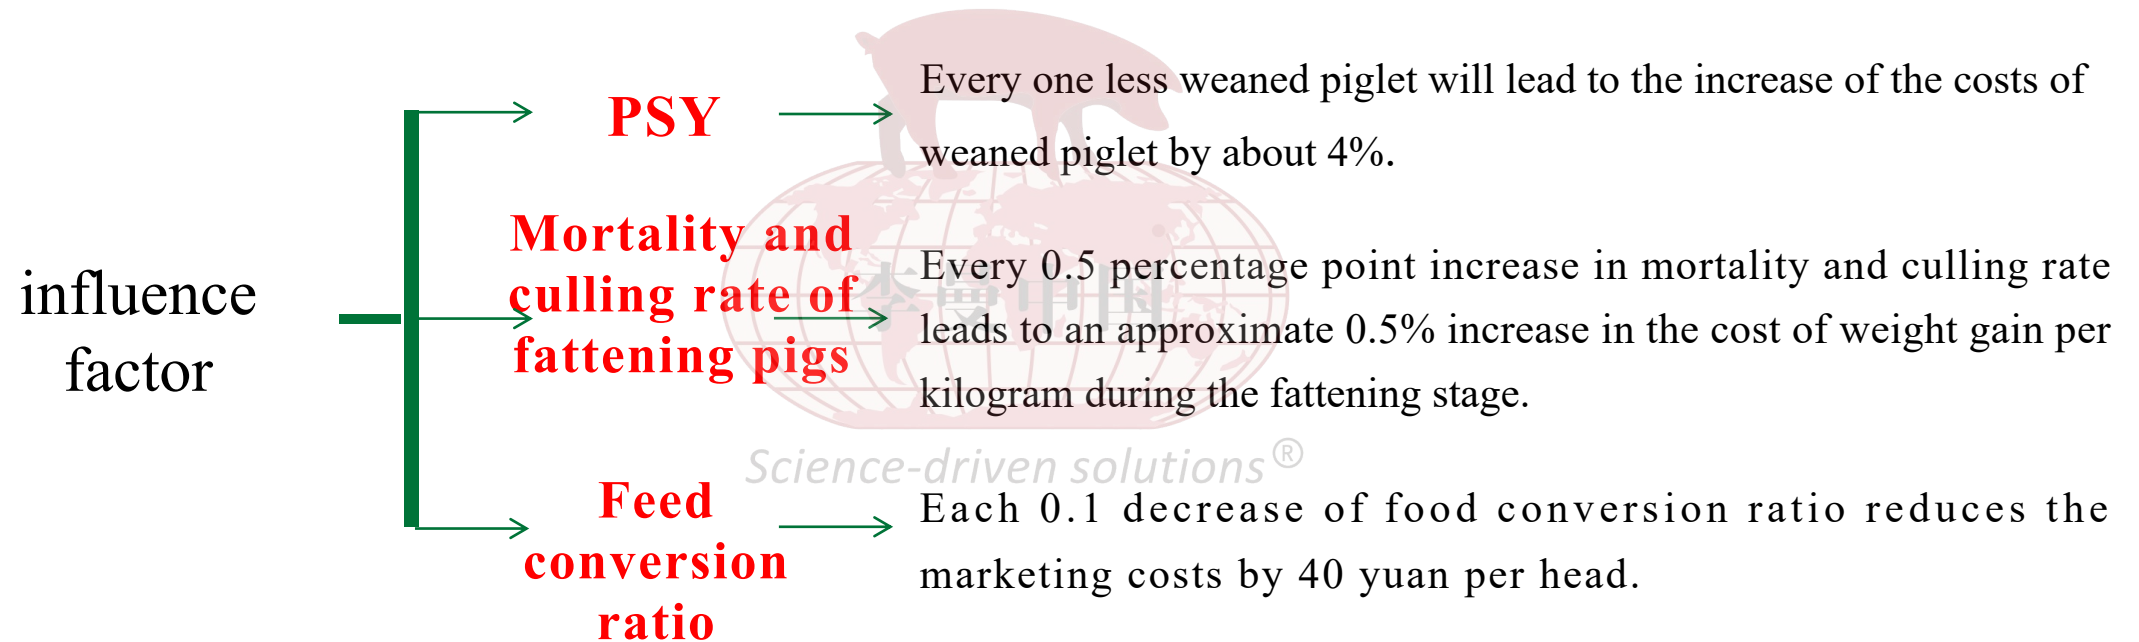 influence
factor
PSY
Every one less weaned piglet will lead to the increase of the costs of
weaned piglet by about 4%.
Mortality and
culling rate of
fattening pigs
Every 0.5 percentage point increase in mortality and culling rate
leads to an approximate 0.5% increase in the cost of weight gain per
kilogram during the fattening stage.
Feed
conversion
ratio
Each 0.1 decrease of food conversion ratio reduces the
marketing costs by 40 yuan per head.
李曼中国
Science-driven solutions®